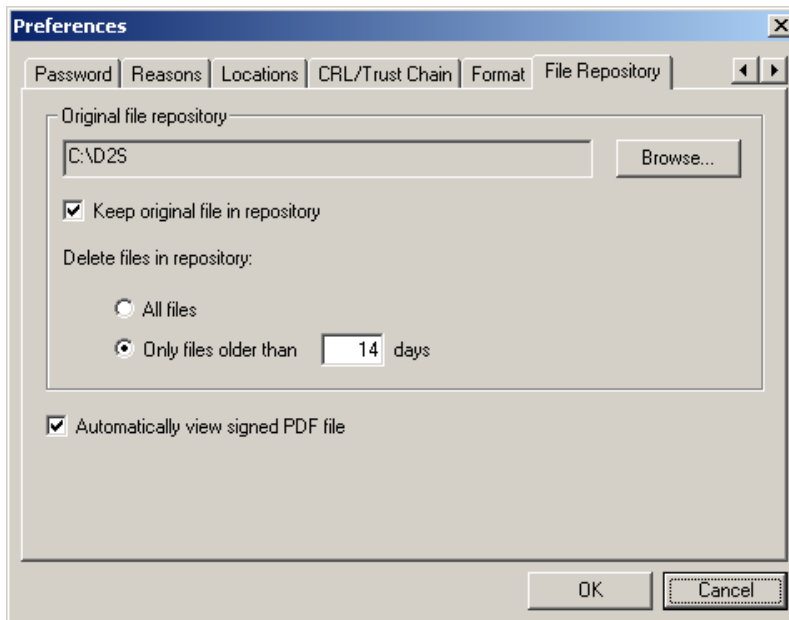 Preferences
Password Reasons Locations CRL/Trust Chain Format File Repository
Original file repository
C:\D2S Browse...
Keep original file in repository
Delete files in repository:
All files
Only files older than 14 days
Automatically view signed PDF file
OK Cancel